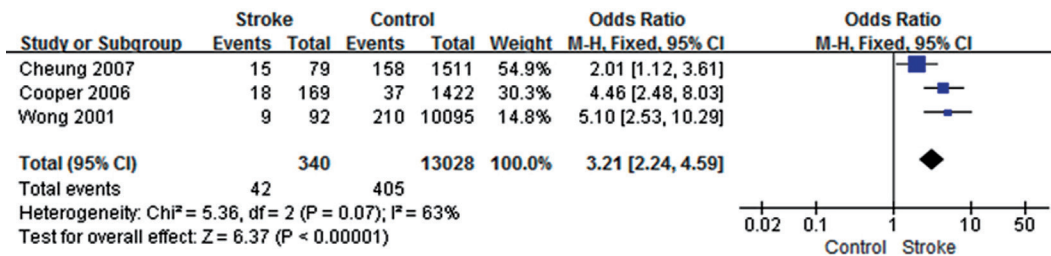 Stroke Control Odds Ratio Odds Ratio
Study or Subgroup Events Total Events Total Weight M-H, Fixed, 95% CI M-H, Fixed, 95% CI
Cheung 2007 15 79 158 1511 54.9% 2.01 [1.12, 3.61]
Cooper 2006 18 169 37 1422 30.3% 4.46 [2.48, 8.03]
Wong 2001 9 92 210 10095 14.8% 5.10 [2.53, 10.29]
Total (95% CI) 340 13028 100.0% 3.21 [2.24, 4.59]
Total events 42 405
Heterogeneity: Chi² = 5.36, df = 2 (P = 0.07); I² = 63%
Test for overall effect: Z = 6.37 (P < 0.00001)
0.02 0.1 1 10 50
Control Stroke